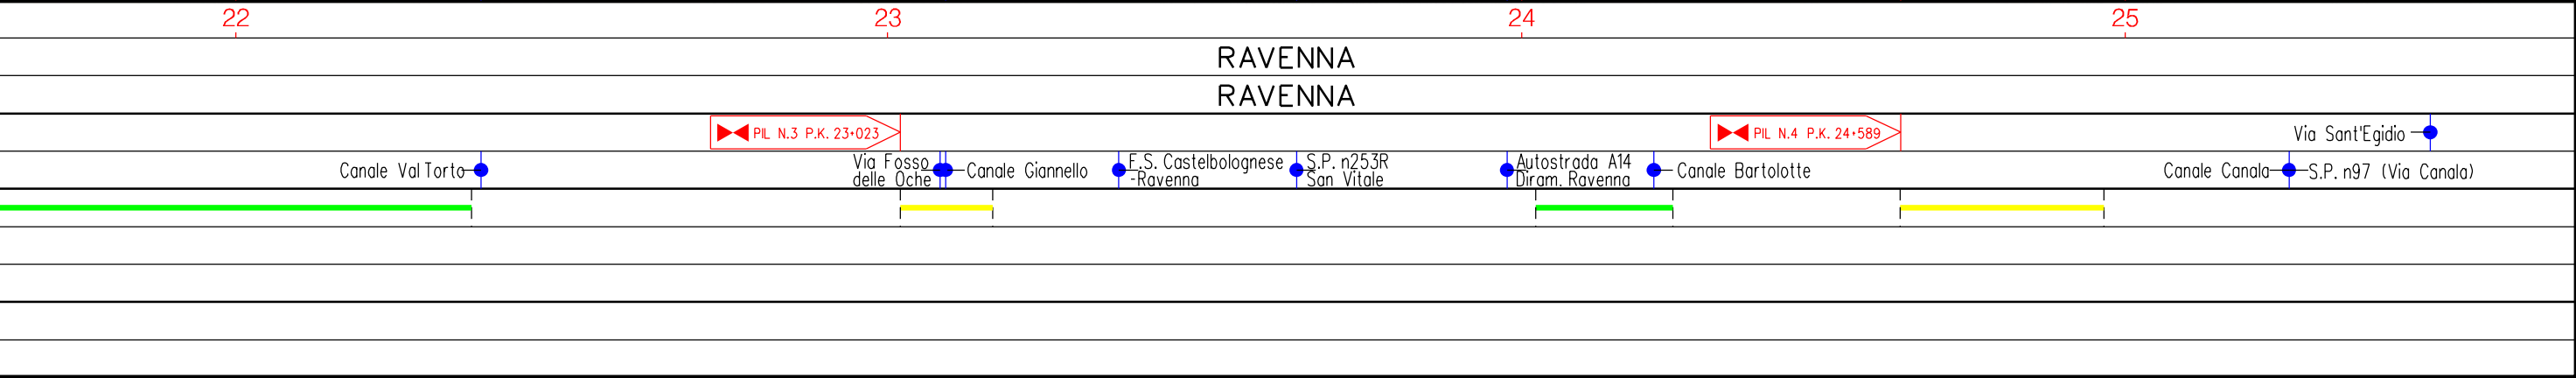 22 23 24 25
RAVENNA
RAVENNA
PIL N.3 P.K. 23+023 PIL N.4 P.K. 24+589 Via Sant'Egidio
Canale Val Torto Via Fosso delle Oche Canale Giannello F.S. Castelbolognese -Ravenna S.P. n253R San Vitale Autostrada A14 Diram. Ravenna Canale Bartolotte Canale Canala S.P. n97 (Via Canala)